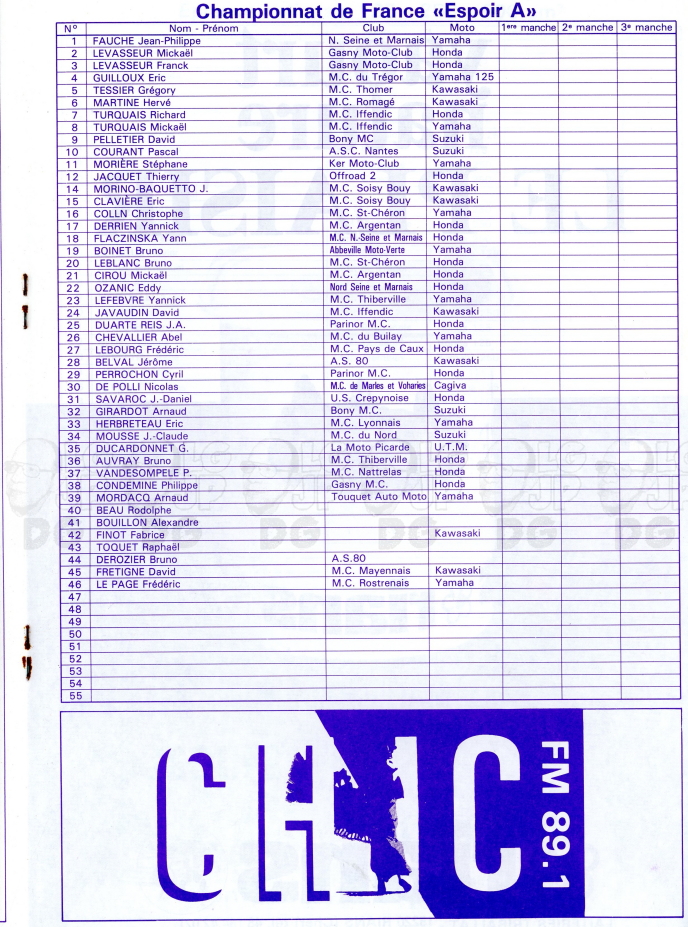 Championnat de France «Espoir A»
N° Nom - Prénom Club Moto 1ere manche 2e manche 3e manche
1 FAUCHE Jean-Philippe N. Seine et Marnais Yamaha
2 LEVASSEUR Mickaël Gasny Moto-Club Honda
3 LEVASSEUR Franck Gasny Moto-Club Honda
4 GUILLOUX Eric M.C. du Trégor Yamaha 125
5 TESSIER Grégory M.C. Thomer Kawasaki
6 MARTINE Hervé M.C. Romagé Kawasaki
7 TURQUAIS Richard M.C. Iffendic Honda
8 TURQUAIS Mickaël M.C. Iffendic Yamaha
9 PELLETIER David Bony MC Suzuki
10 COURANT Pascal A.S.C. Nantes Suzuki
11 MORIÈRE Stéphane Ker Moto-Club Yamaha
12 JACQUET Thierry Offroad 2 Honda
14 MORINO-BAQUETTO J. M.C. Soisy Bouy Kawasaki
15 CLAVIÈRE Eric M.C. Soisy Bouy Kawasaki
16 COLLN Christophe M.C. St-Chéron Yamaha
17 DERRIEN Yannick M.C. Argentan Honda
18 FLACZINSKA Yann M.C. N.-Seine et Marnais Honda
19 BOINET Bruno Abbeville Moto-Verte Yamaha
20 LEBLANC Bruno M.C. St-Chéron Honda
21 CIROU Mickaël M.C. Argentan Honda
22 OZANIC Eddy Nord Seine et Marnais Honda
23 LEFEBVRE Yannick M.C. Thiberville Yamaha
24 JAVAUDIN David M.C. Iffendic Kawasaki
25 DUARTE REIS J.A. Parinor M.C. Honda
26 CHEVALLIER Abel M.C. du Builay Yamaha
27 LEBOURG Frédéric M.C. Pays de Caux Honda
28 BELVAL Jérôme A.S. 80 Kawasaki
29 PERROCHON Cyril Parinor M.C. Honda
30 DE POLLI Nicolas M.C. de Marles et Voharies Cagiva
31 SAVAROC J.-Daniel U.S. Crepynoise Honda
32 GIRARDOT Arnaud Bony M.C. Suzuki
33 HERBRETEAU Eric M.C. Lyonnais Yamaha
34 MOUSSE J.-Claude M.C. du Nord Suzuki
35 DUCARDONNET G. La Moto Picarde U.T.M.
36 AUVRAY Bruno M.C. Thiberville Honda
37 VANDESOMPELE P. M.C. Nattrelas Honda
38 CONDEMINE Philippe Gasny M.C. Honda
39 MORDACQ Arnaud Touquet Auto Moto Yamaha
40 BEAU Rodolphe
41 BOUILLON Alexandre
42 FINOT Fabrice Kawasaki
43 TOQUET Raphaël
44 DEROZIER Bruno A.S.80
45 FRETIGNE David M.C. Mayennais Kawasaki
46 LE PAGE Frédéric M.C. Rostrenais Yamaha
47
48
49
50
51
52
53
54
55
CHIC
FM 89.1